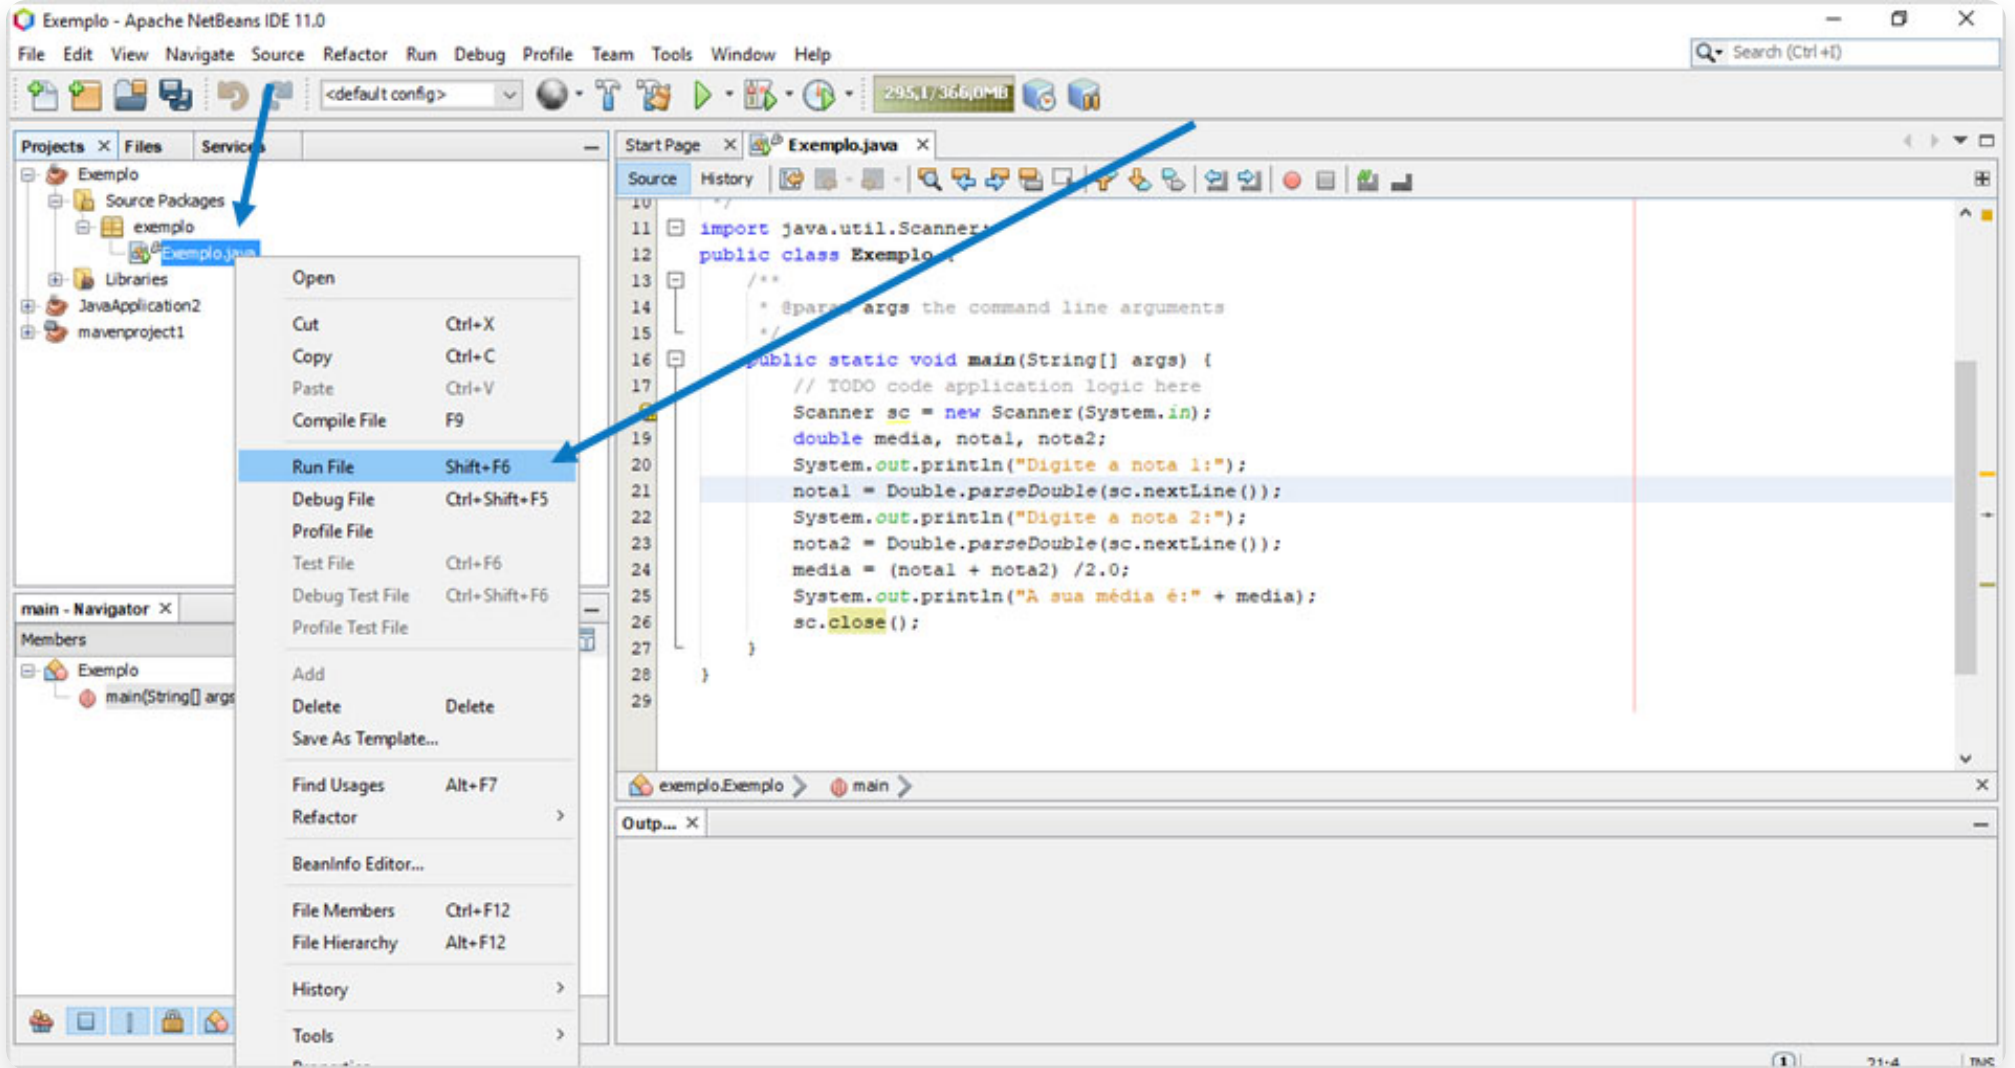 Exemplo - Apache NetBeans IDE 11.0
File Edit View Navigate Source Refactor Run Debug Profile Team Tools Window Help
Search (Ctrl+I)
<default config>
295,1/366,0MB
Projects Files Services
Exemplo
Source Packages
exemplo
Exemplo.java
Libraries
JavaApplication2
mavenproject1
Open
Cut Ctrl+X
Copy Ctrl+C
Paste Ctrl+V
Compile File F9
Run File Shift+F6
Debug File Ctrl+Shift+F5
Profile File
Test File Ctrl+F6
Debug Test File Ctrl+Shift+F6
Profile Test File
Add
Delete Delete
Save As Template...
Find Usages Alt+F7
Refactor
BeanInfo Editor...
File Members Ctrl+F12
File Hierarchy Alt+F12
History
Tools
main - Navigator
Members
Exemplo
main(String[] args
Start Page Exemplo.java
Source History
10 */
11 import java.util.Scanner;
12 public class Exemplo {
13 /**
14 * @param args the command line arguments
15 */
16 public static void main(String[] args) {
17 // TODO code application logic here
Scanner sc = new Scanner(System.in);
19 double media, nota1, nota2;
20 System.out.println("Digite a nota 1:");
21 nota1 = Double.parseDouble(sc.nextLine());
22 System.out.println("Digite a nota 2:");
23 nota2 = Double.parseDouble(sc.nextLine());
24 media = (nota1 + nota2) /2.0;
25 System.out.println("A sua média é:" + media);
26 sc.close();
27 }
28 }
29
exemplo.Exemplo main
Outp...
1 21:4 INS